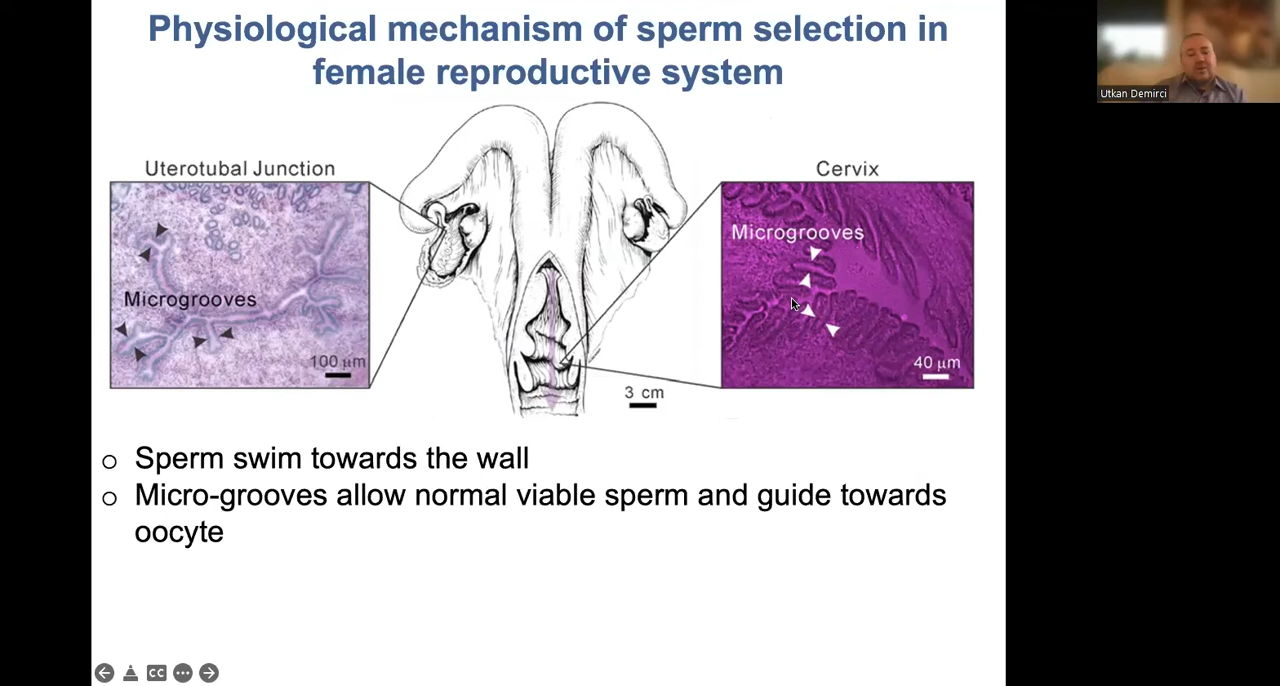 Physiological mechanism of sperm selection in
female reproductive system
Uterotubal Junction
Cervix
Microgrooves
Microgrooves
100 μm
40 μm
3 cm
o Sperm swim towards the wall
o Micro-grooves allow normal viable sperm and guide towards
oocyte
Utkan Demirci
CC